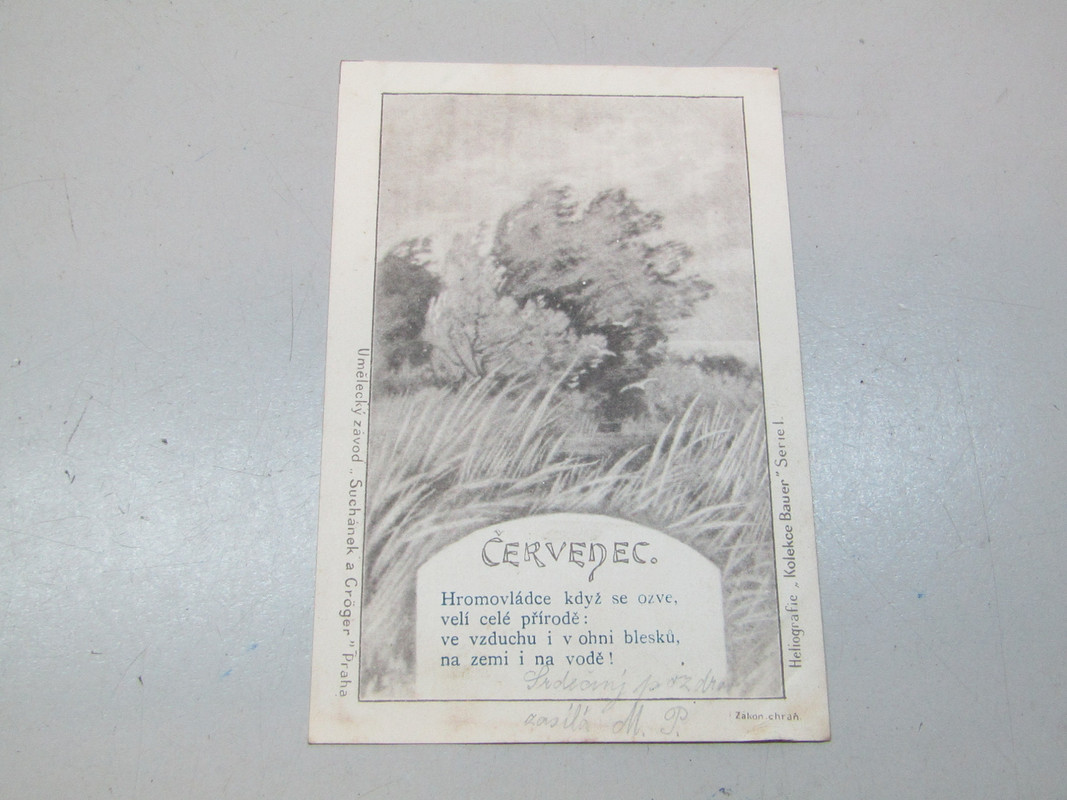 ČERVENEC.
Hromovládce když se ozve,
velí celé přírodě:
ve vzduchu i v ohni blesků,
na zemi i na vodě!
Srdečný pozdrav
zasílá M. P.
Zákon. chráň.
Umělecký závod „Suchánek a Gröger" Praha
Heliografie „Kolekce Bauer" Serie I.